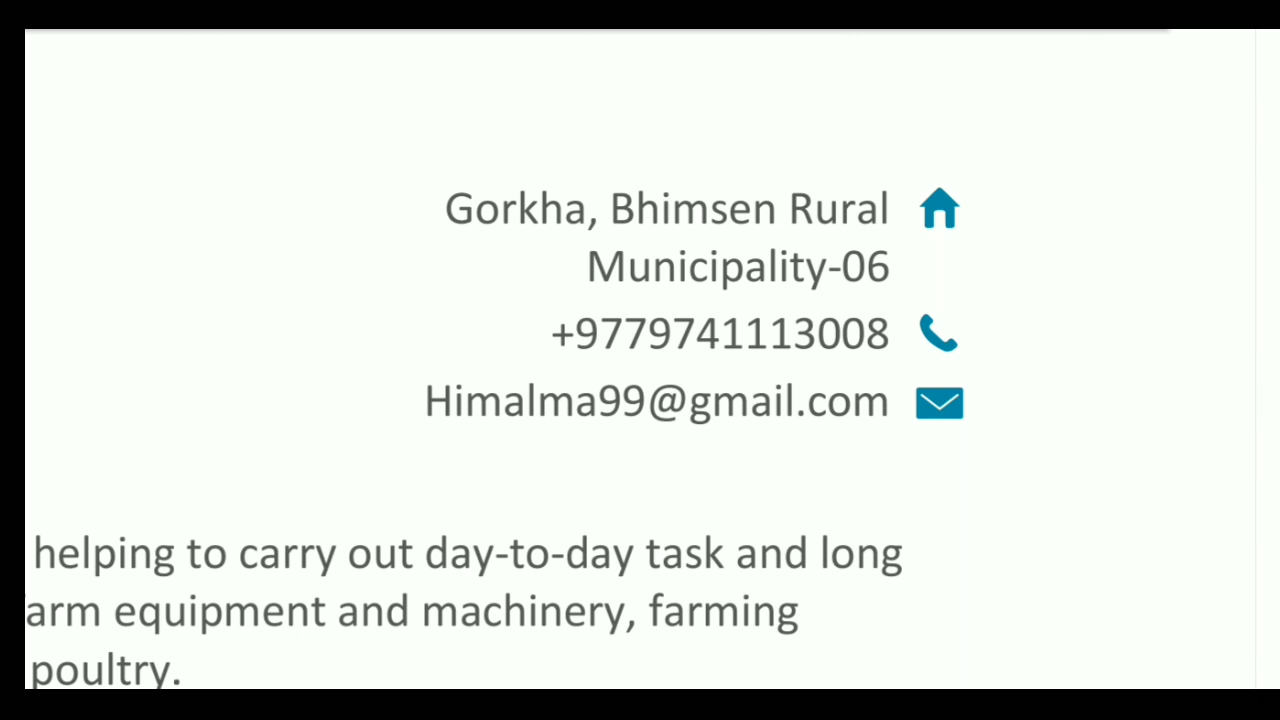 Gorkha, Bhimsen Rural
Municipality-06
+9779741113008
Himalma99@gmail.com
helping to carry out day-to-day task and long
arm equipment and machinery, farming
poultry.